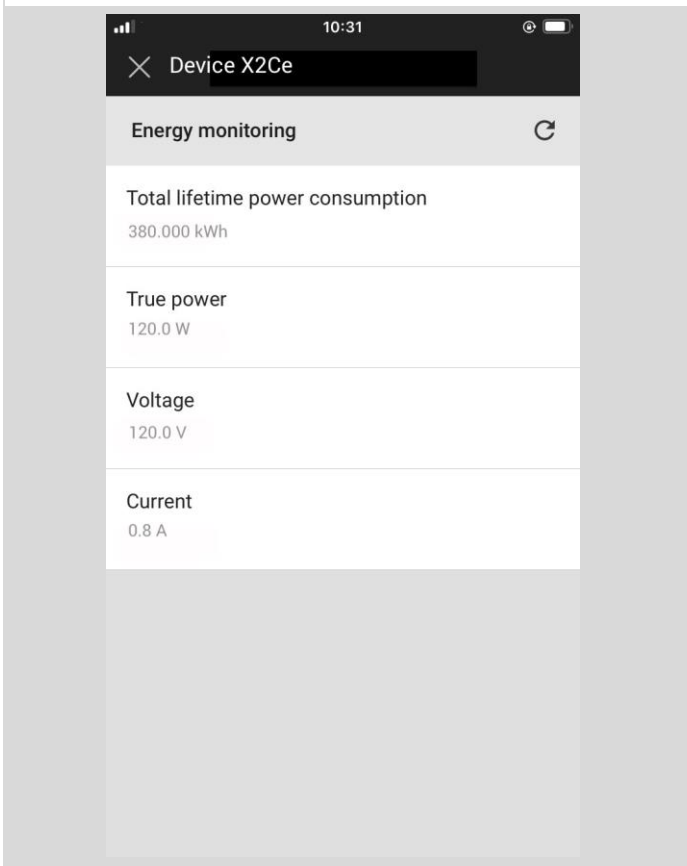 10:31
Device X2Ce
Energy monitoring
Total lifetime power consumption
380.000 kWh
True power
120.0 W
Voltage
120.0 V
Current
0.8 A